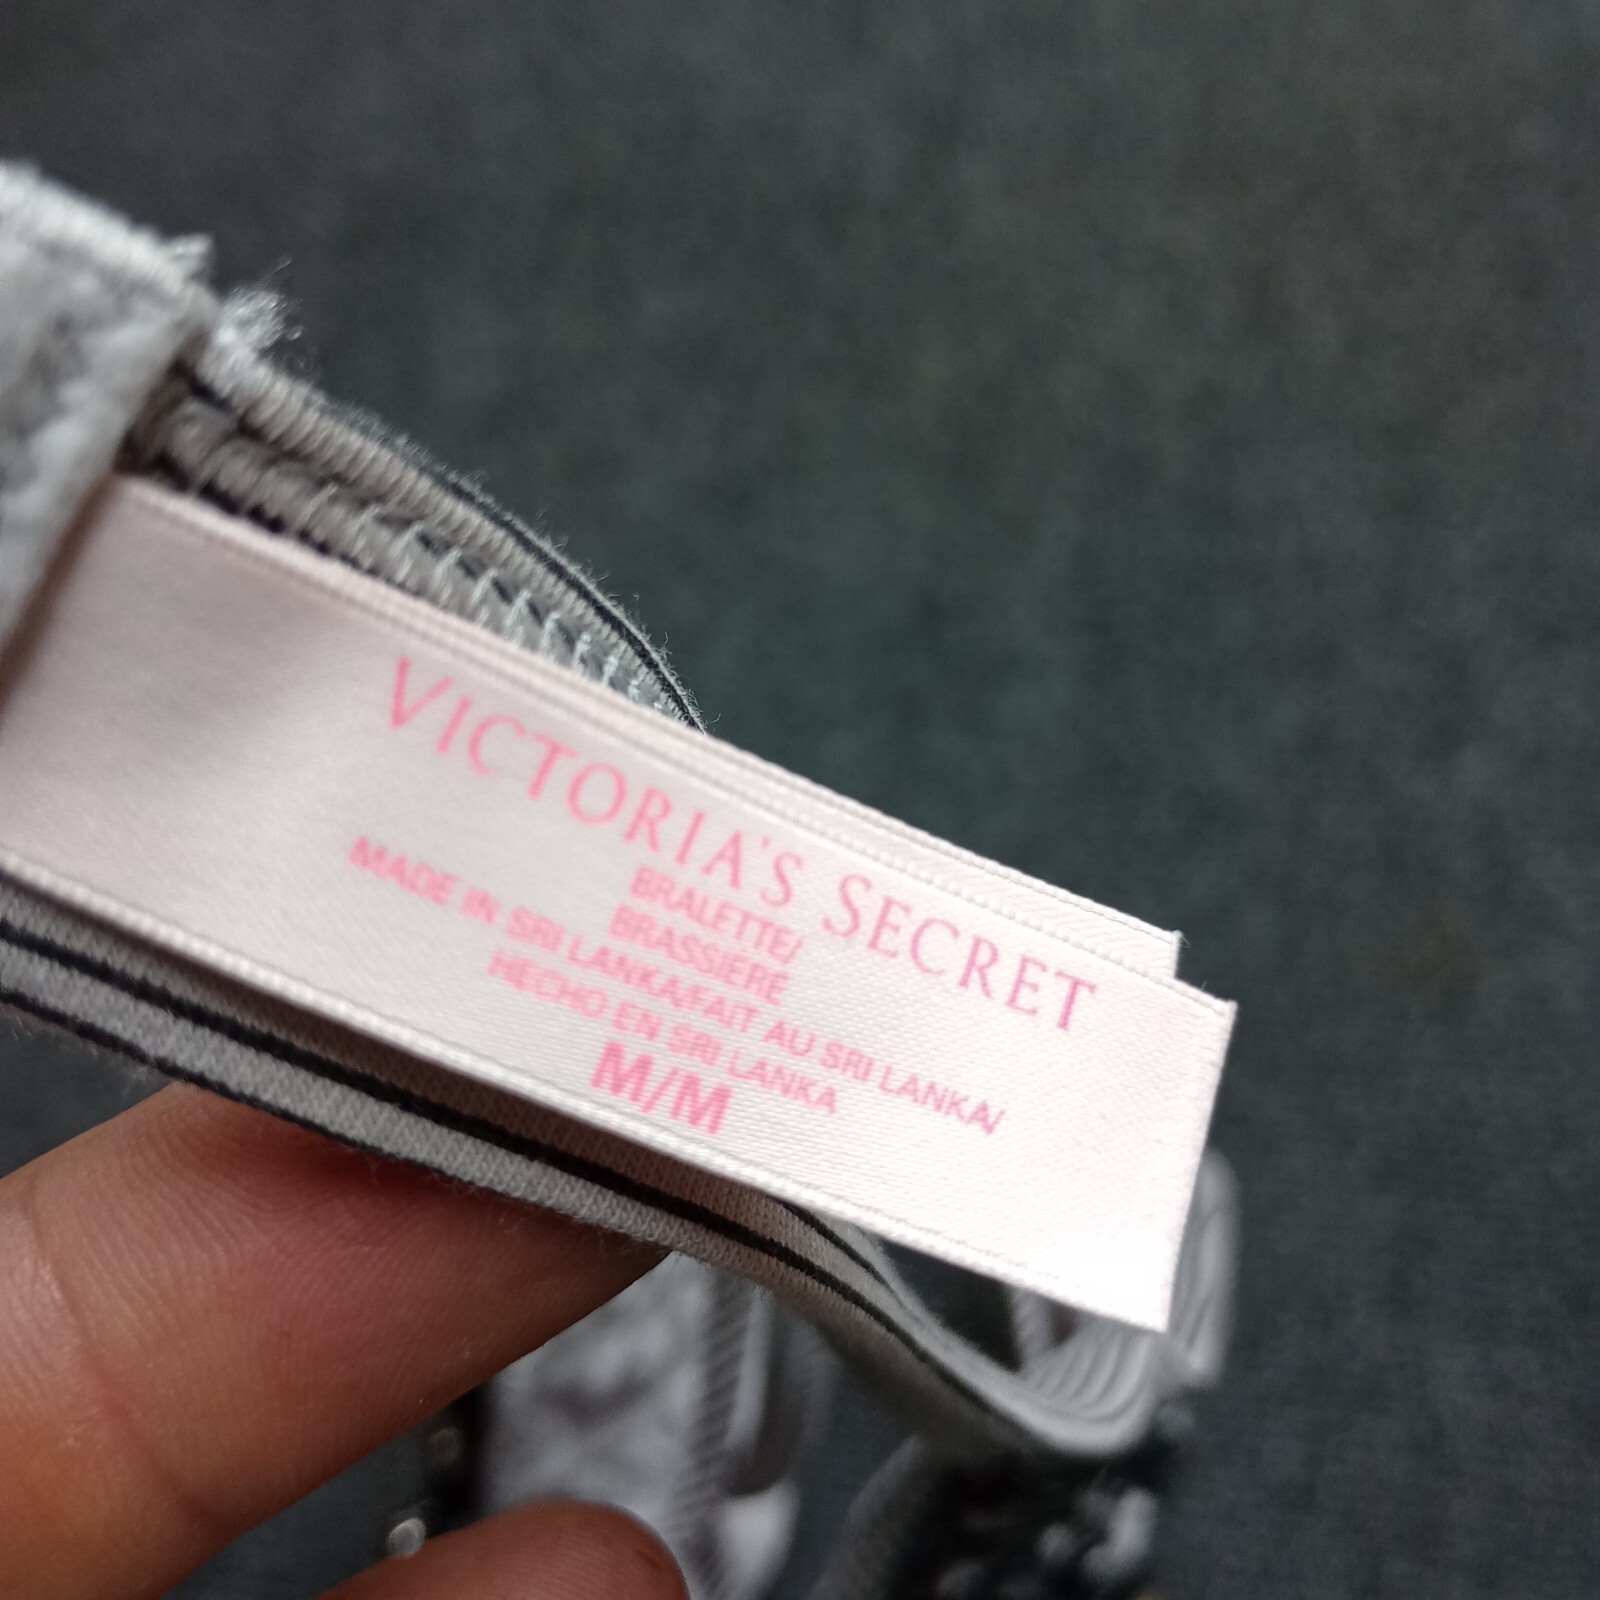 VICTORIA'S SECRET
BRALETTE/
BRASSIERE
MADE IN SRI LANKA/FAIT AU SRI LANKA/
HECHO EN SRI LANKA
M/M